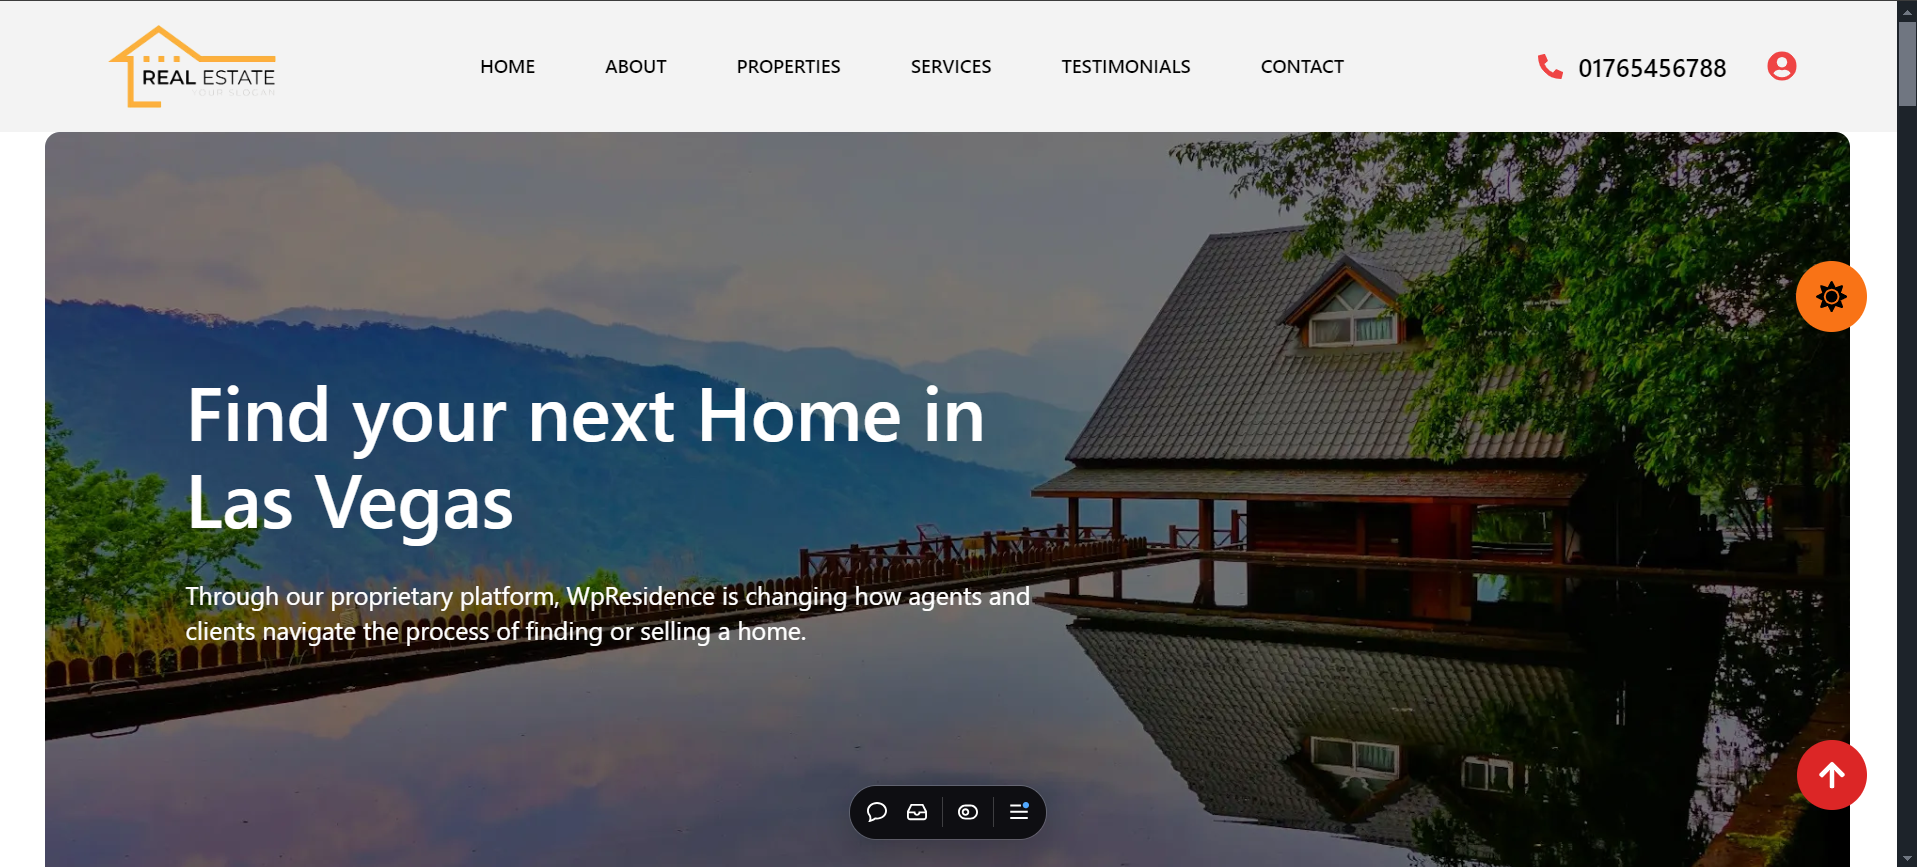 REAL ESTATE
YOUR SLOGAN
HOME
ABOUT
PROPERTIES
SERVICES
TESTIMONIALS
CONTACT
01765456788
Find your next Home in
Las Vegas
Through our proprietary platform, WpResidence is changing how agents and
clients navigate the process of finding or selling a home.